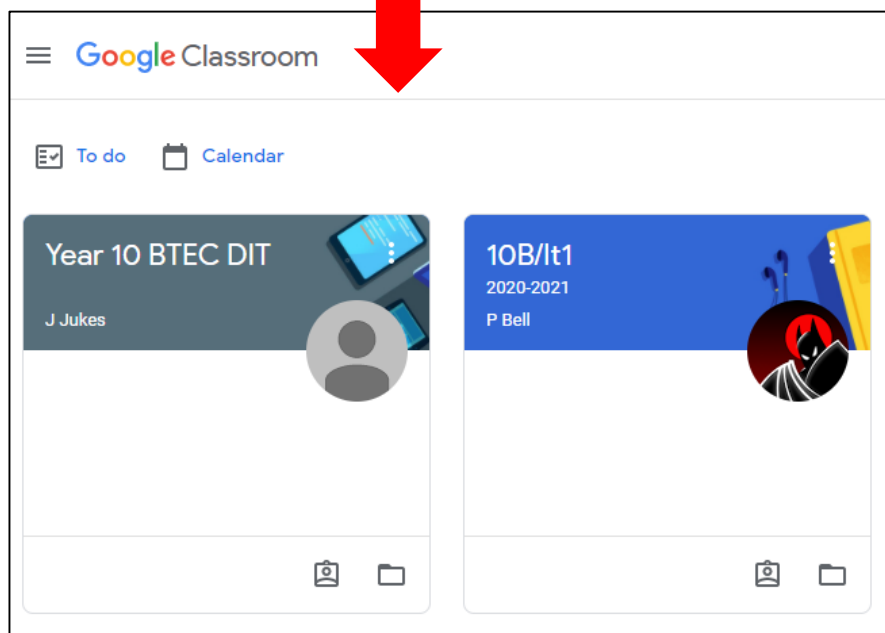 Google Classroom
To do Calendar
Year 10 BTEC DIT
J Jukes
10B/It1
2020-2021
P Bell